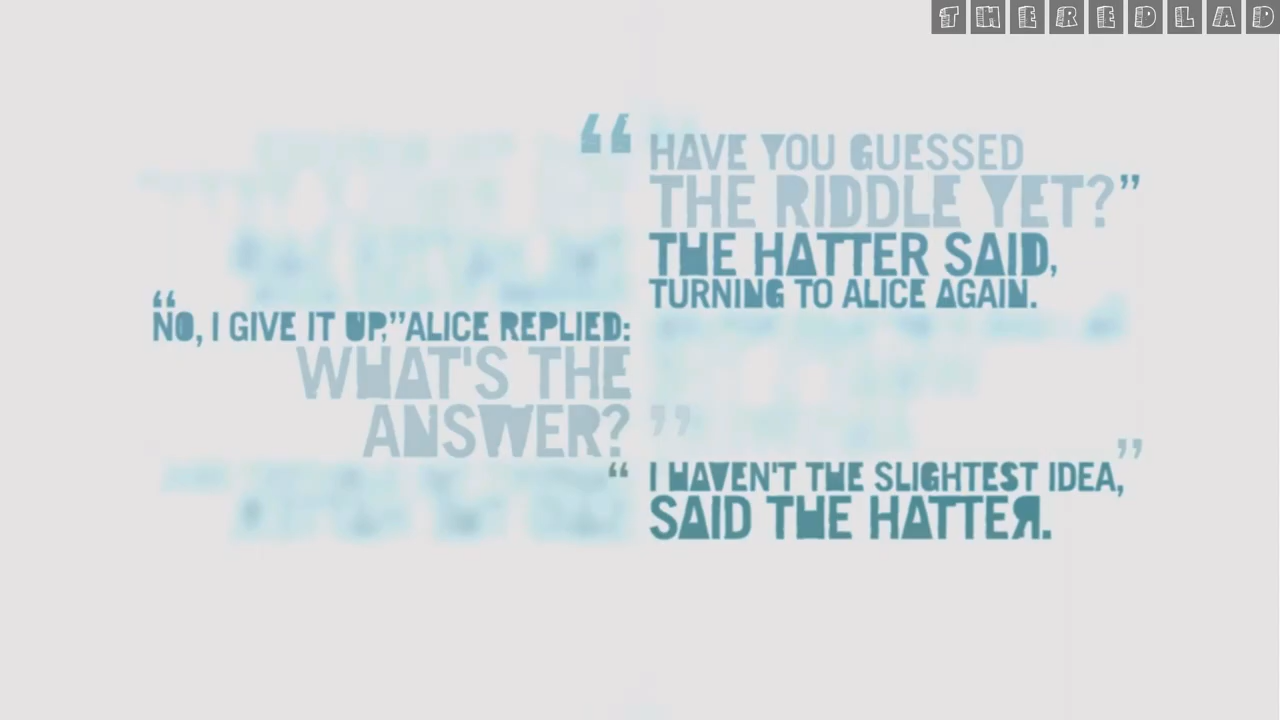 THEREDLAD
“HAVE YOU GUESSED
THE RIDDLE YET?”
THE HATTER SAID,
TURNING TO ALICE AGAIN.
“NO, I GIVE IT UP,”ALICE REPLIED:
WHAT'S THE
ANSWER?”
“I HAVEN'T THE SLIGHTEST IDEA,”
SAID THE HATTEЯ.